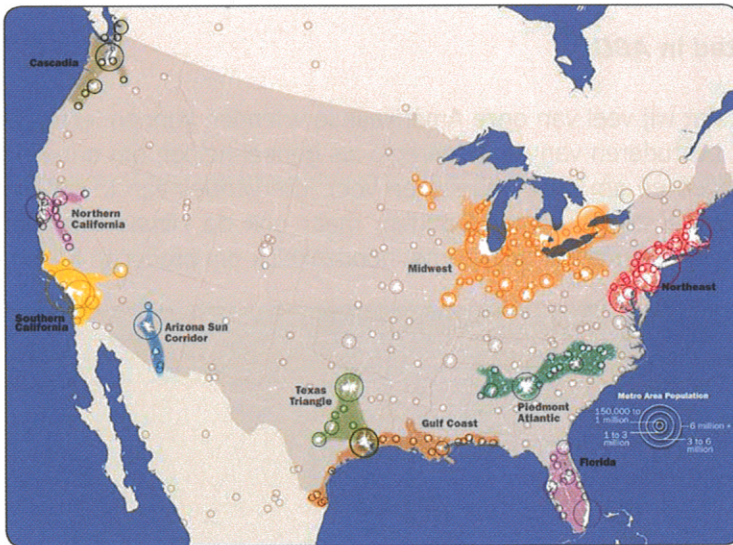 Cascadia
Northern
California
Southern
California
Arizona Sun
Corridor
Texas
Triangle
Gulf Coast
Midwest
Northeast
Piedmont
Atlantic
Florida
Metro Area Population
150,000 to
1 million
1 to 3
million
6 million +
3 to 6
million